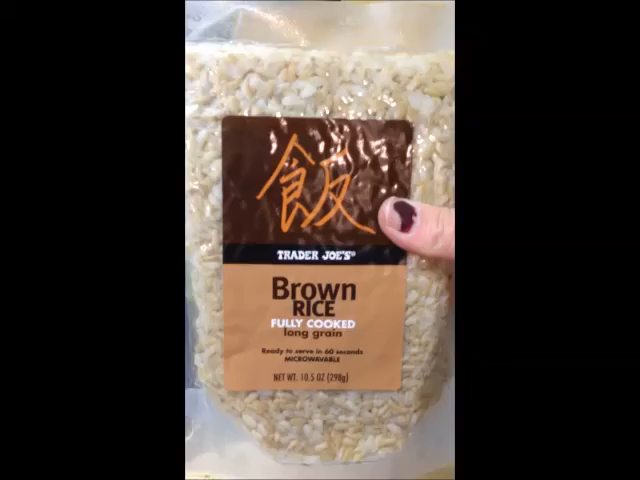 飯
TRADER JOE'S®
Brown
RICE
FULLY COOKED
long grain
Ready to serve in 60 seconds
MICROWAVABLE
NET WT. 10.5 OZ (298g)